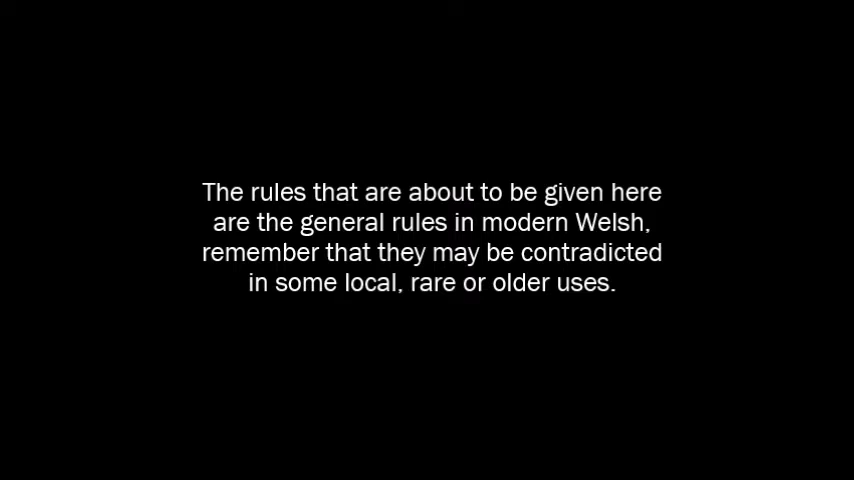 The rules that are about to be given here
are the general rules in modern Welsh,
remember that they may be contradicted
in some local, rare or older uses.